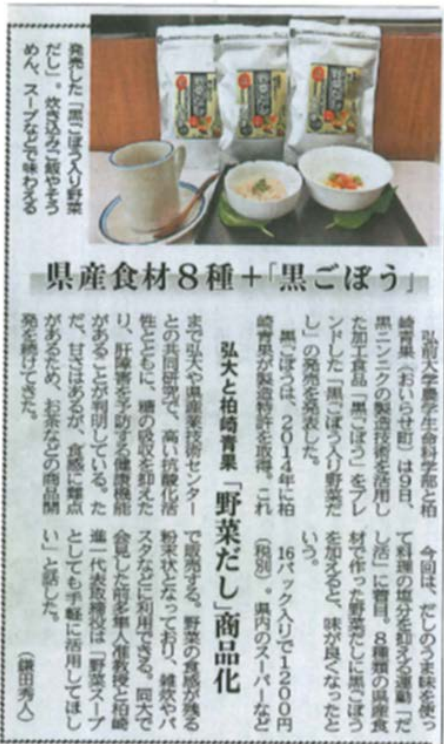 野菜だし
野菜だし
野菜だし
発売した「黒ごぼう入り野菜
だし」。炊き込みご飯やそう
めん、スープなどで味わえる
県産食材8種+「黒ごぼう」
弘大と柏崎青果 「野菜だし」商品化
弘前大学農学生命科学部と柏
崎青果(おいらせ町)は9日、
黒ニンニクの製造技術を活用し
た加工食品「黒ごぼう」をブレ
ンドした「黒ごぼう入り野菜だ
し」の発売を発表した。
黒ごぼうは、2014年に柏
崎青果が製造特許を取得。これ
まで弘大や県産業技術センター
との共同研究で、高い抗酸化活
性とともに、糖の吸収を抑えた
り、肝障害を予防する健康機能
があることが判明している。た
だ、甘さはあるが、食感に難点
があるため、お茶などの商品開
発を続けてきた。
今回は、だしのうま味を使っ
て料理の塩分を抑える運動「だ
し活」に着目。8種類の県産食
材で作った野菜だしに黒ごぼう
を加えると、味が良くなったと
いう。
16パック入りで1200円
(税別)。県内のスーパーなど
で販売する。野菜の食感が残る
粉末状となっており、雑炊やパ
スタなどに利用できる。同大で
会見した前多隼人准教授と柏崎
進一代表取締役は「野菜スープ
としても手軽に活用してほし
い」と話した。
(鎌田秀人)